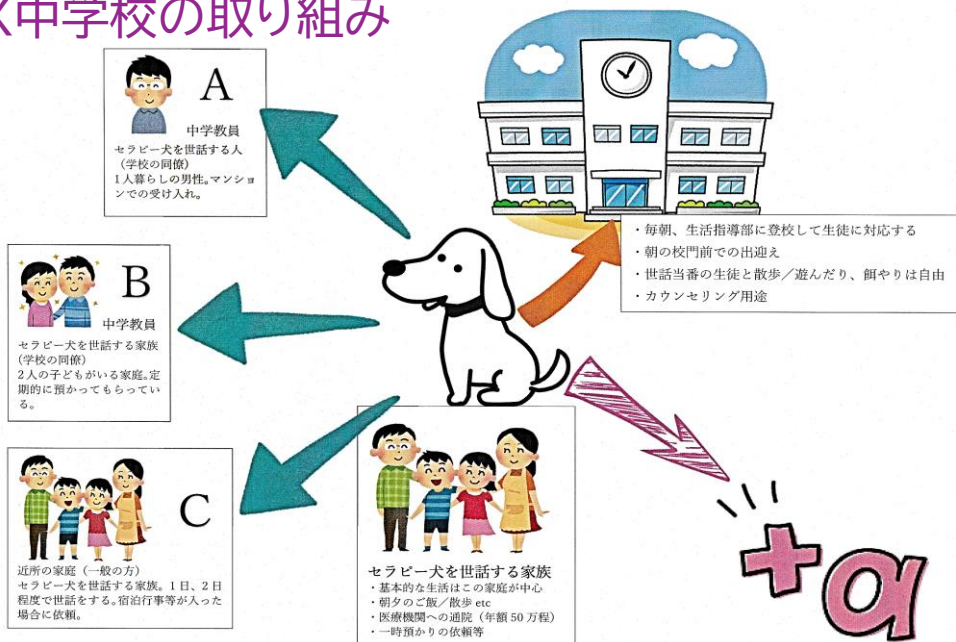 X中学校の取り組み
A
中学教員
セラピー犬を世話する人
(学校の同僚)
1人暮らしの男性。マンショ
ンでの受け入れ。
B
中学教員
セラピー犬を世話する家族
(学校の同僚)
2人の子どもがいる家庭。定
期的に預かってもらってい
る。
C
近所の家庭(一般の方)
セラピー犬を世話する家族。1日、2日
程度で世話をする。宿泊行事等が入った
場合に依頼。
セラピー犬を世話する家族
・基本的な生活はこの家庭が中心
・朝夕のご飯/散歩 etc
・医療機関への通院(年額 50 万程)
・一時預かりの依頼等
・毎朝、生活指導部に登校して生徒に対応する
・朝の校門前での出迎え
・世話当番の生徒と散歩/遊んだり、餌やりは自由
・カウンセリング用途
+α